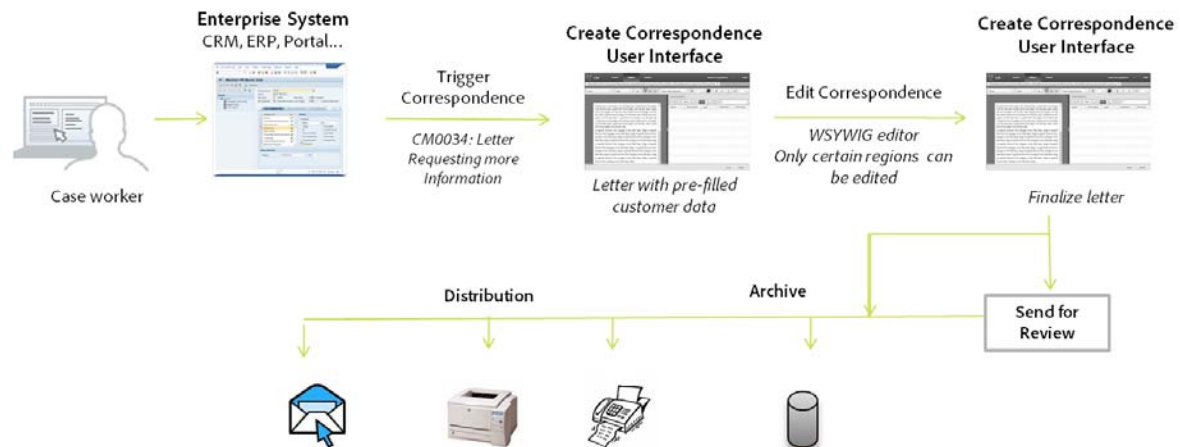 Enterprise System
CRM, ERP, Portal...
Case worker
Trigger
Correspondence
CM0034: Letter
Requesting more
Information
Create Correspondence
User Interface
Letter with pre-filled
customer data
Edit Correspondence
WSYWIG editor
Only certain regions can
be edited
Create Correspondence
User Interface
Finalize letter
Send for
Review
Distribution
Archive